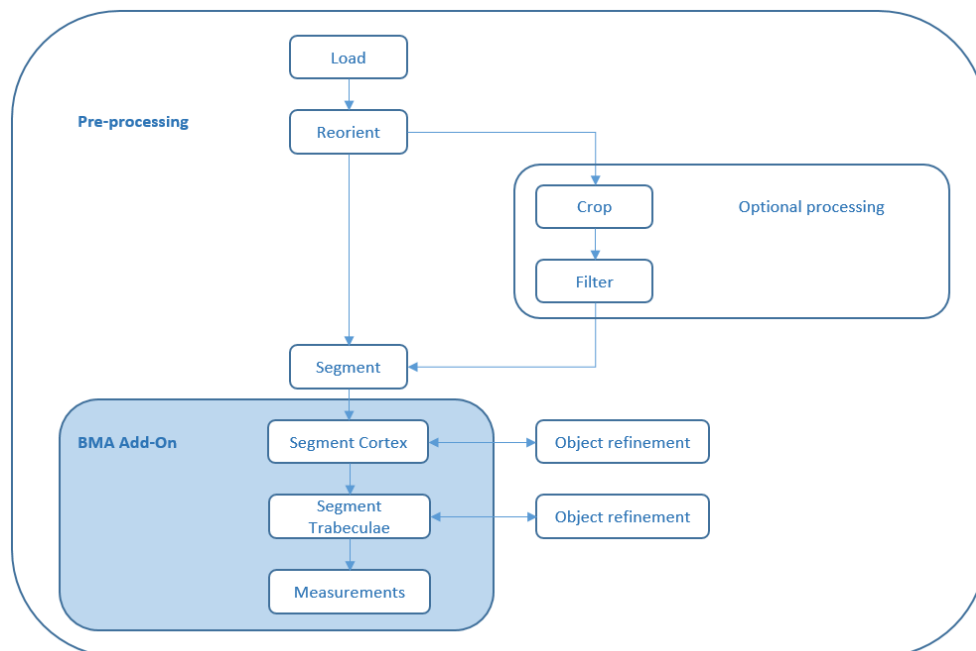 Load
Pre-processing
Reorient
Crop
Optional processing
Filter
Segment
BMA Add-On
Segment Cortex
Object refinement
Segment
Trabeculae
Object refinement
Measurements